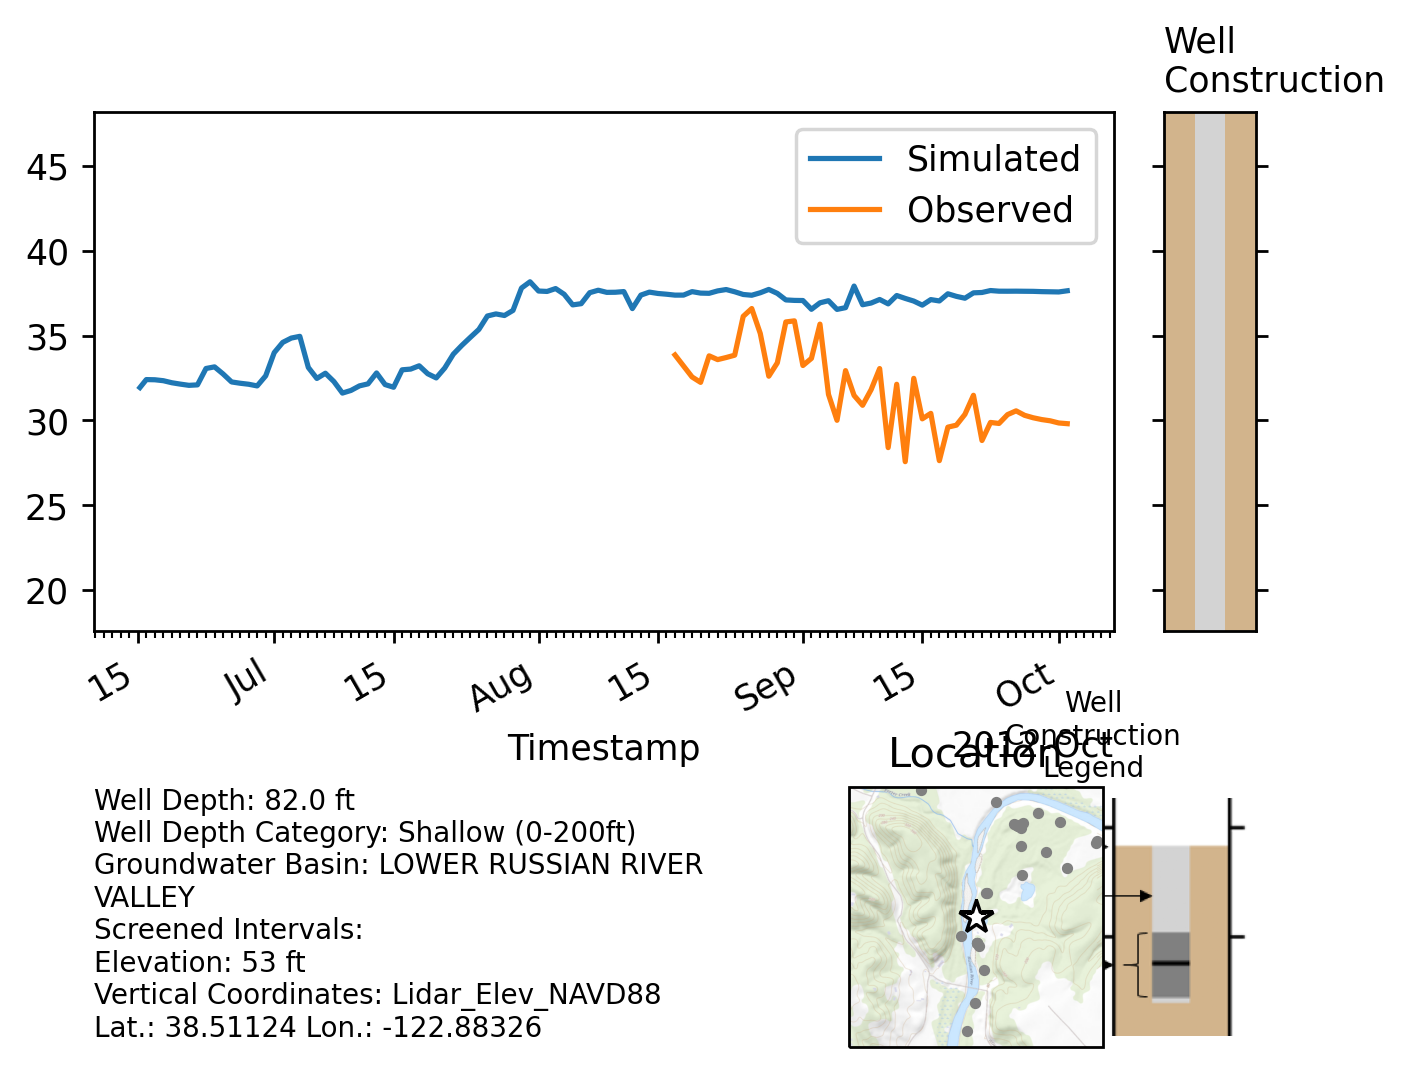 Well
Construction
Simulated
Observed
45
40
35
30
25
20
15
Jul
15
Aug
15
Sep
15
Oct
Timestamp
2012-Oct
Location
Well
Construction
Legend
Well Depth: 82.0 ft
Well Depth Category: Shallow (0-200ft)
Groundwater Basin: LOWER RUSSIAN RIVER
VALLEY
Screened Intervals:
Elevation: 53 ft
Vertical Coordinates: Lidar_Elev_NAVD88
Lat.: 38.51124 Lon.: -122.88326